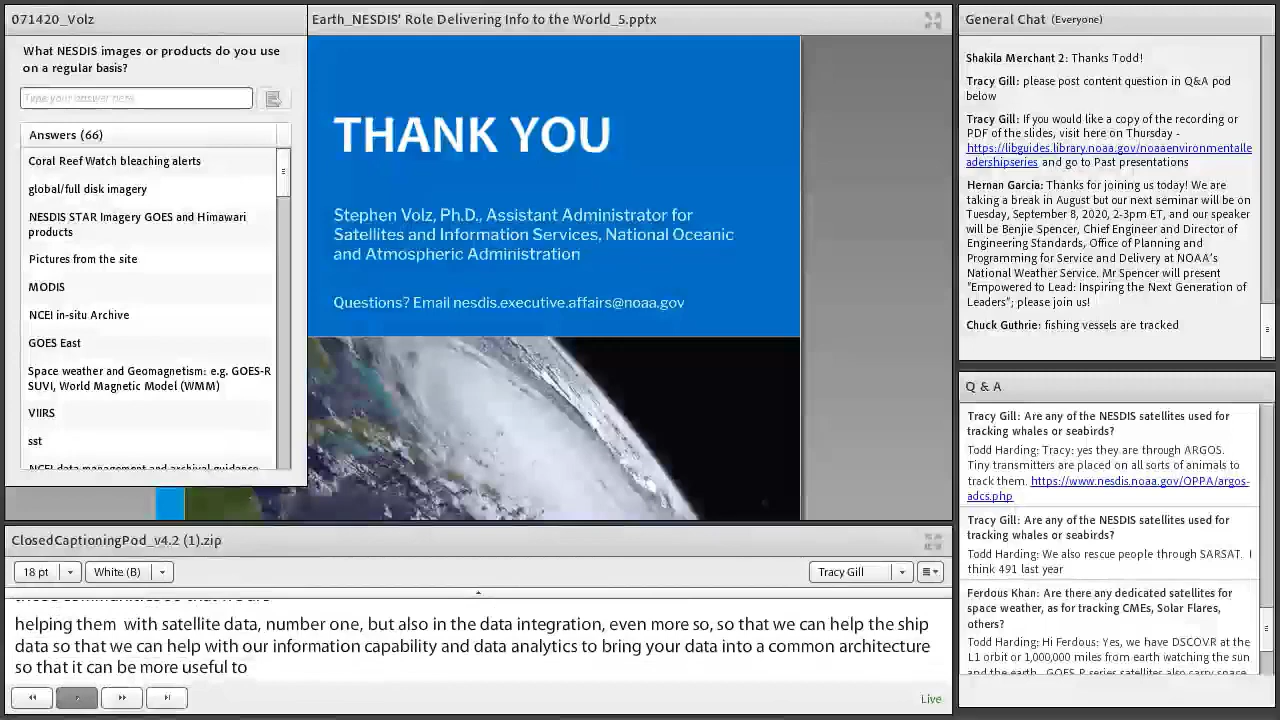 071420_Volz
What NESDIS images or products do you use
on a regular basis?
Type your answer here
Answers (66)
Coral Reef Watch bleaching alerts
global/full disk imagery
NESDIS STAR Imagery GOES and Himawari
products
Pictures from the site
MODIS
NCEI in-situ Archive
GOES East
Space weather and Geomagnetism: e.g. GOES-R
SUVI, World Magnetic Model (WMM)
VIIRS
sst
NCEI data management and archival guidance
Earth_NESDIS' Role Delivering Info to the World_5.pptx
THANK YOU
Stephen Volz, Ph.D., Assistant Administrator for
Satellites and Information Services, National Oceanic
and Atmospheric Administration
Questions? Email nesdis.executive.affairs@noaa.gov
General Chat (Everyone)
Shakila Merchant 2: Thanks Todd!
Tracy Gill: please post content question in Q&A pod
below
Tracy Gill: If you would like a copy of the recording or
PDF of the slides, visit here on Thursday -
https://libguides.library.noaa.gov/noaaenvironmentalle
adershipseries and go to Past presentations
Hernan Garcia: Thanks for joining us today! We are
taking a break in August but our next seminar will be on
Tuesday, September 8, 2020, 2-3pm ET, and our speaker
will be Benjie Spencer, Chief Engineer and Director of
Engineering Standards, Office of Planning and
Programming for Service and Delivery at NOAA's
National Weather Service. Mr Spencer will present
"Empowered to Lead: Inspiring the Next Generation of
Leaders"; please join us!
Chuck Guthrie: fishing vessels are tracked
Q & A
Tracy Gill: Are any of the NESDIS satellites used for
tracking whales or seabirds?
Todd Harding: Tracy: yes they are through ARGOS.
Tiny transmitters are placed on all sorts of animals to
track them. https://www.nesdis.noaa.gov/OPPA/argos-
adcs.php
Tracy Gill: Are any of the NESDIS satellites used for
tracking whales or seabirds?
Todd Harding: We also rescue people through SARSAT. I
think 491 last year
Ferdous Khan: Are there any dedicated satellites for
space weather, as for tracking CMEs, Solar Flares,
others?
Todd Harding: Hi Ferdous: Yes, we have DSCOVR at the
L1 orbit or 1,000,000 miles from earth watching the sun
and the earth. GOES-R series satellites also carry space
ClosedCaptioningPod_v4.2 (1).zip
18 pt
White (B)
Tracy Gill
helping them with satellite data, number one, but also in the data integration, even more so, so that we can help the ship
data so that we can help with our information capability and data analytics to bring your data into a common architecture
so that it can be more useful to
Live